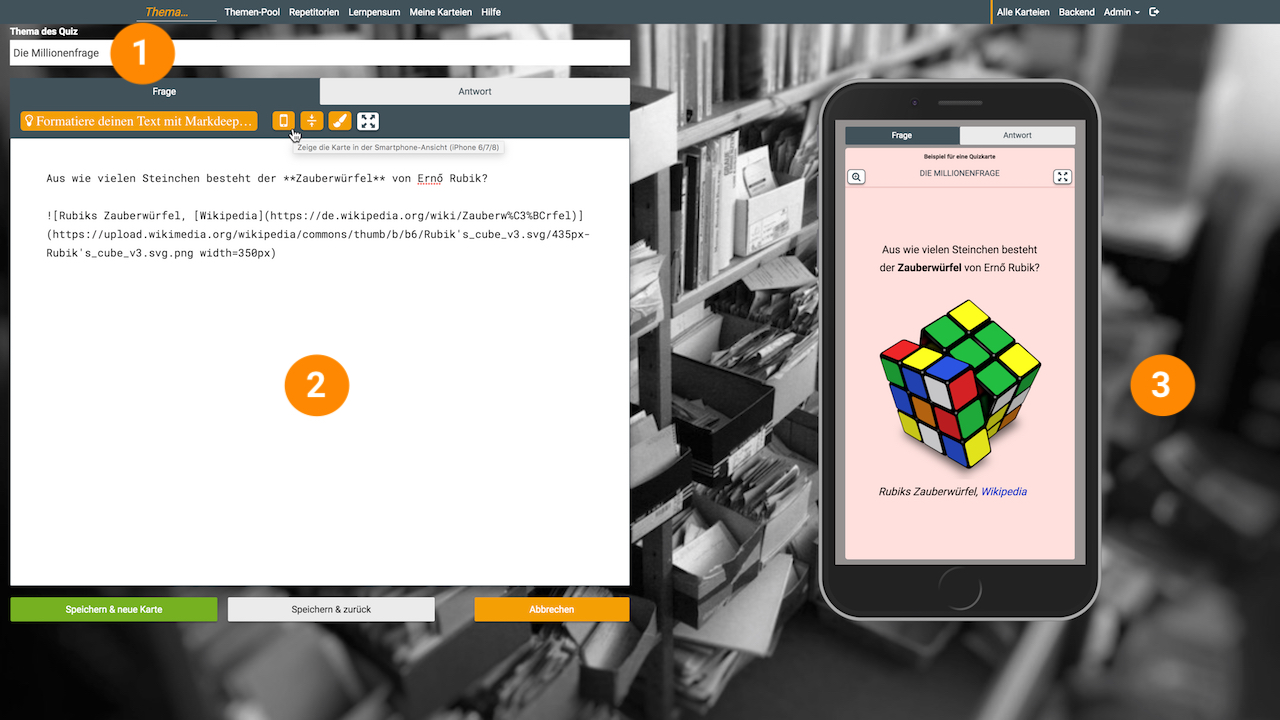 Thema...
Themen-Pool
Repetitorien
Lernpensum
Meine Karteien
Hilfe
Alle Karteien
Backend
Admin
Thema des Quiz
Die Millionenfrage
1
Frage
Antwort
Formatiere deinen Text mit Markdeep...
Zeige die Karte in der Smartphone-Ansicht (iPhone 6/7/8)
Aus wie vielen Steinchen besteht der **Zauberwürfel** von Ernő Rubik?
![Rubiks Zauberwürfel, [Wikipedia](https://de.wikipedia.org/wiki/Zauberw%C3%BCrfel)]
(https://upload.wikimedia.org/wikipedia/commons/thumb/b/b6/Rubik's_cube_v3.svg/435px-
Rubik's_cube_v3.svg.png width=350px)
2
Speichern & neue Karte
Speichern & zurück
Abbrechen
Frage
Antwort
Beispiel für eine Quizkarte
DIE MILLIONENFRAGE
Aus wie vielen Steinchen besteht
der Zauberwürfel von Ernő Rubik?
Rubiks Zauberwürfel, Wikipedia
3